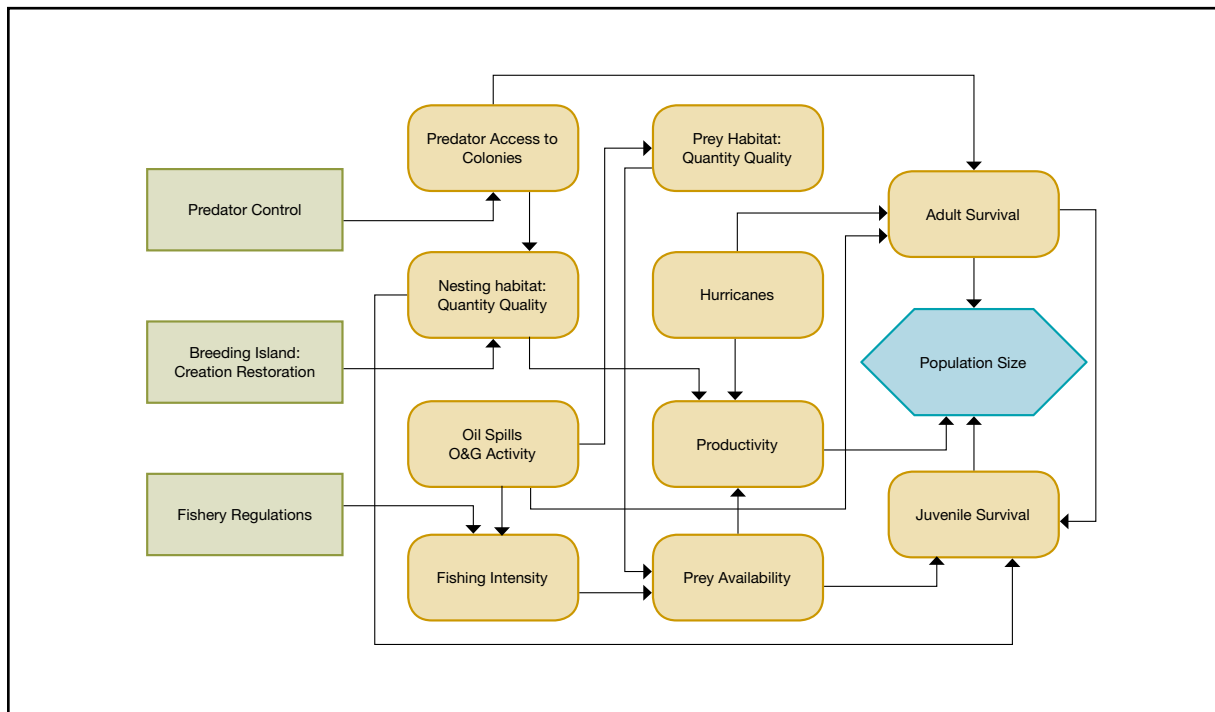 Predator Access to
Colonies
Prey Habitat:
Quantity Quality
Predator Control
Adult Survival
Nesting habitat:
Quantity Quality
Hurricanes
Breeding Island:
Creation Restoration
Population Size
Oil Spills
O&G Activity
Productivity
Fishery Regulations
Juvenile Survival
Fishing Intensity
Prey Availability